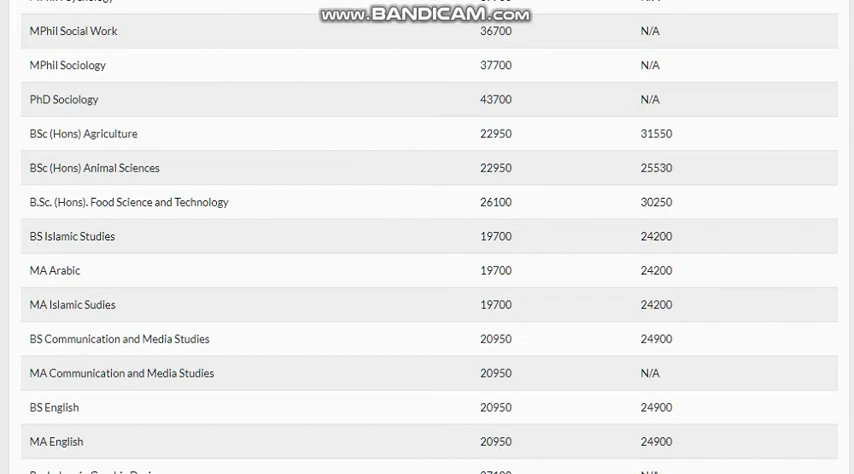 www.BANDICAM.com
MPhil Social Work 36700 N/A
MPhil Sociology 37700 N/A
PhD Sociology 43700 N/A
BSc (Hons) Agriculture 22950 31550
BSc (Hons) Animal Sciences 22950 25530
B.Sc. (Hons). Food Science and Technology 26100 30250
BS Islamic Studies 19700 24200
MA Arabic 19700 24200
MA Islamic Sudies 19700 24200
BS Communication and Media Studies 20950 24900
MA Communication and Media Studies 20950 N/A
BS English 20950 24900
MA English 20950 24900